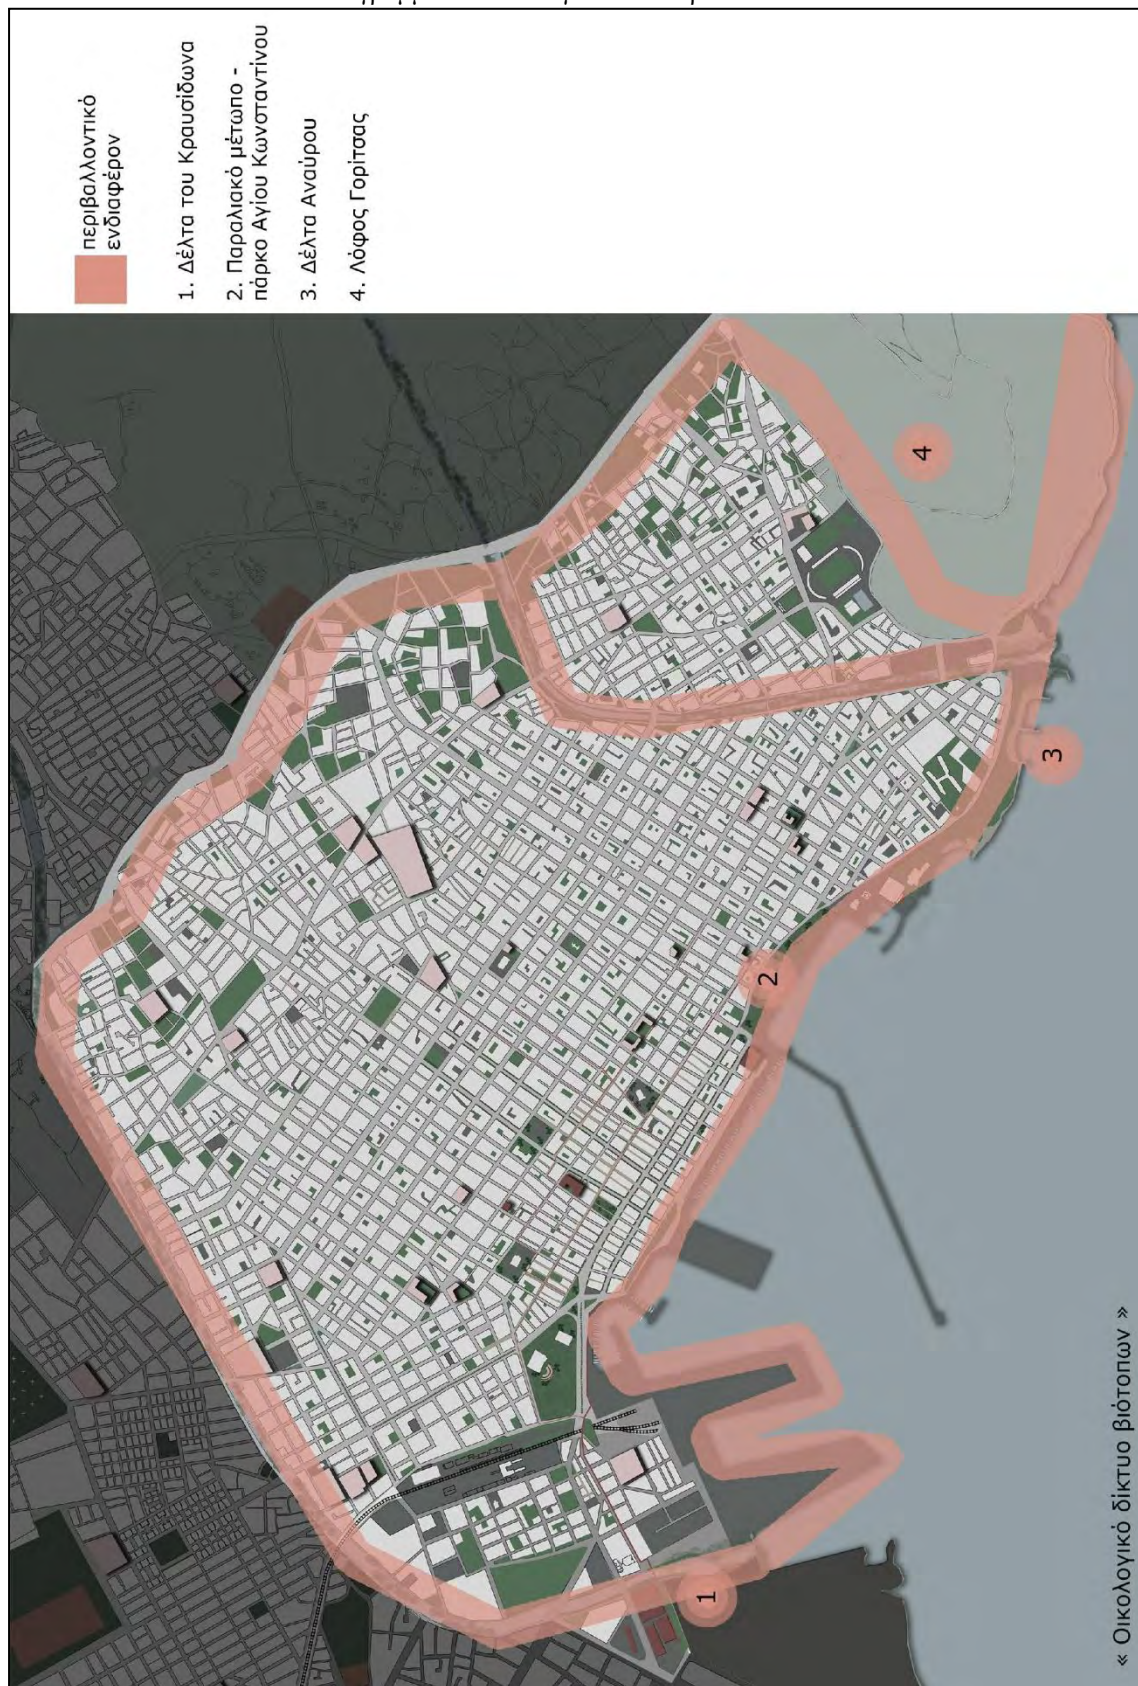 περιβαλλοντικό
ενδιαφέρον
1. Δέλτα του Κραυσίδωνα
2. Παραλιακό μέτωπο -
πάρκο Αγίου Κωνσταντίνου
3. Δέλτα Αναύρου
4. Λόφος Γορίτσας
1
2
3
4
« Οικολογικό δίκτυο βιότοπων »